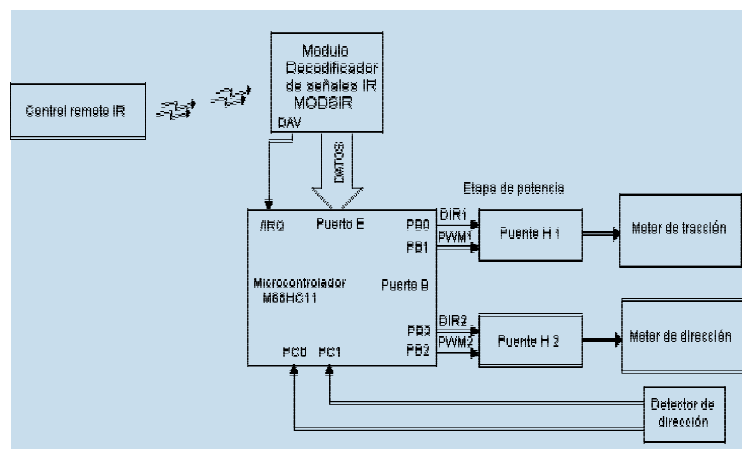 Modulo
Decodificador
de señales IR
MODSIR
DAV
Control remoto IR
DATOS
Etapa de potencia
/IRQ
Puerto E
PB0
DIR1
PWM1
PB1
Puente H 1
Motor de tracción
Microcontrolador
M68HC11
Puerto B
PB3
DIR2
PWM2
PB2
Puente H 2
Motor de dirección
PC0
PC1
Detector de
dirección